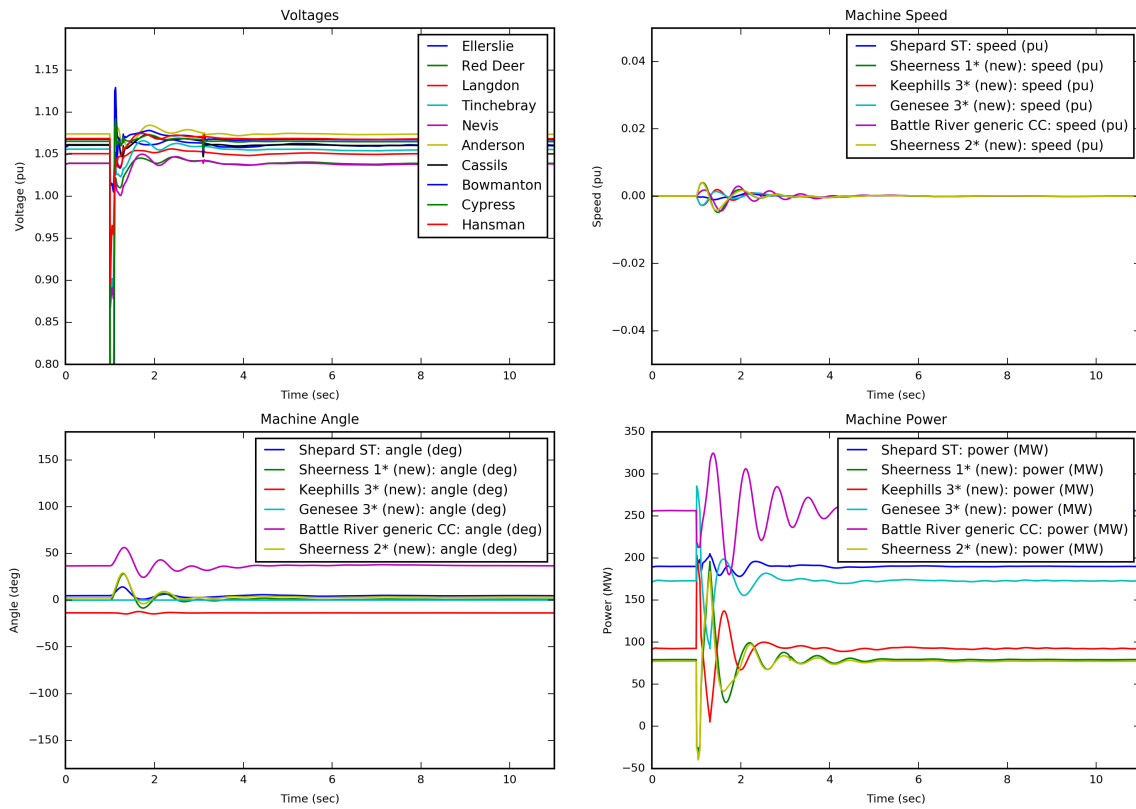 Voltages
1.15
1.10
1.05
1.00
0.95
0.90
0.85
0.80
Voltage (pu)
Ellerslie
Red Deer
Langdon
Tinchebray
Nevis
Anderson
Cassils
Bowmanton
Cypress
Hansman
0 2 4 6 8 10
Time (sec)
Machine Speed
0.04
0.02
0.00
−0.02
−0.04
Speed (pu)
Shepard ST: speed (pu)
Sheerness 1* (new): speed (pu)
Keephills 3* (new): speed (pu)
Genesee 3* (new): speed (pu)
Battle River generic CC: speed (pu)
Sheerness 2* (new): speed (pu)
0 2 4 6 8 10
Time (sec)
Machine Angle
150
100
50
0
−50
−100
−150
Angle (deg)
Shepard ST: angle (deg)
Sheerness 1* (new): angle (deg)
Keephills 3* (new): angle (deg)
Genesee 3* (new): angle (deg)
Battle River generic CC: angle (deg)
Sheerness 2* (new): angle (deg)
0 2 4 6 8 10
Time (sec)
Machine Power
350
300
250
200
150
100
50
0
−50
Power (MW)
Shepard ST: power (MW)
Sheerness 1* (new): power (MW)
Keephills 3* (new): power (MW)
Genesee 3* (new): power (MW)
Battle River generic CC: power (MW)
Sheerness 2* (new): power (MW)
0 2 4 6 8 10
Time (sec)